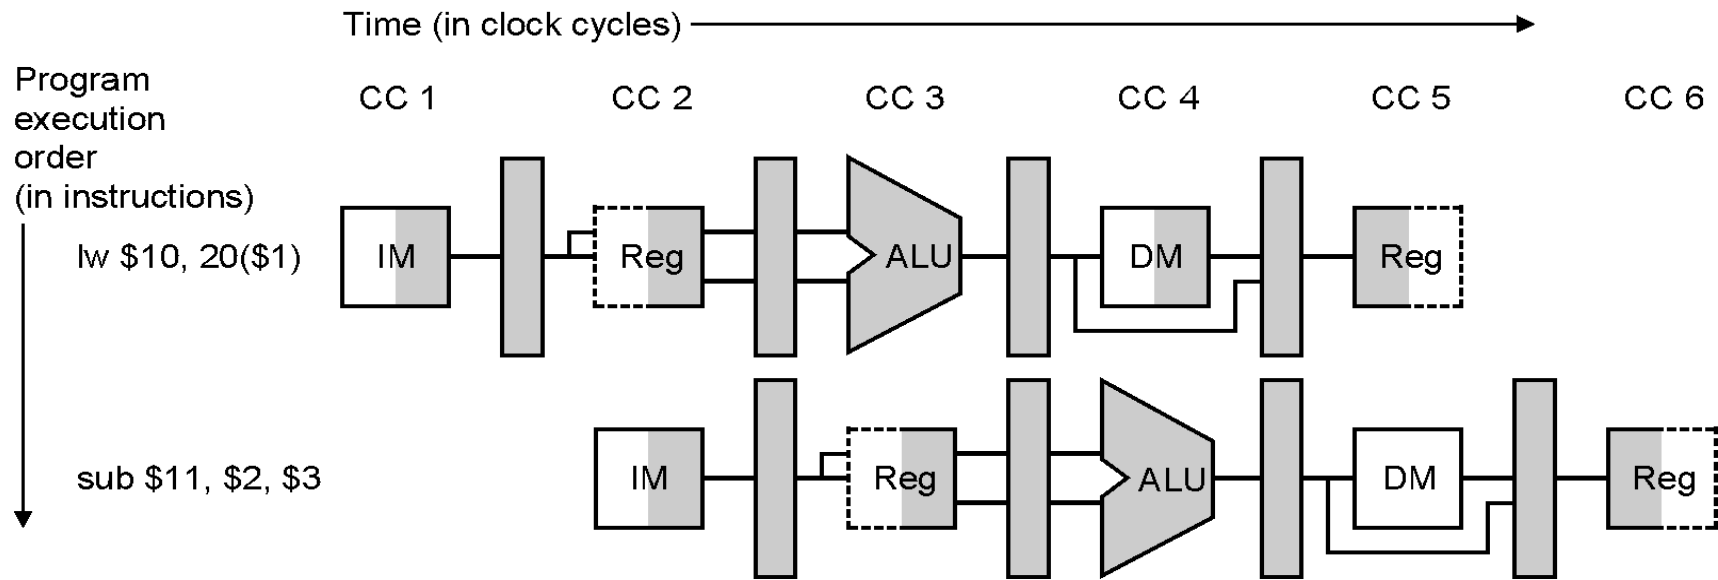 Time (in clock cycles)
Program
execution
order
(in instructions)
CC 1 CC 2 CC 3 CC 4 CC 5 CC 6
lw $10, 20($1) IM Reg ALU DM Reg
sub $11, $2, $3 IM Reg ALU DM Reg